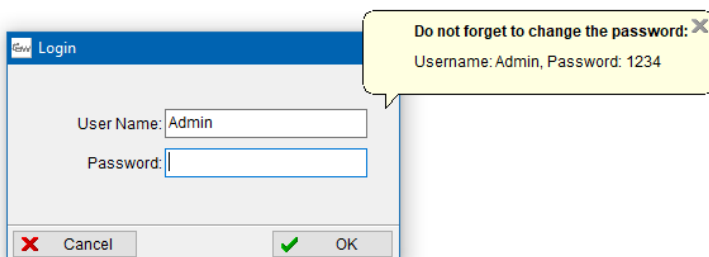 Do not forget to change the password:
Username: Admin, Password: 1234
Login
User Name: Admin
Password:
Cancel
OK